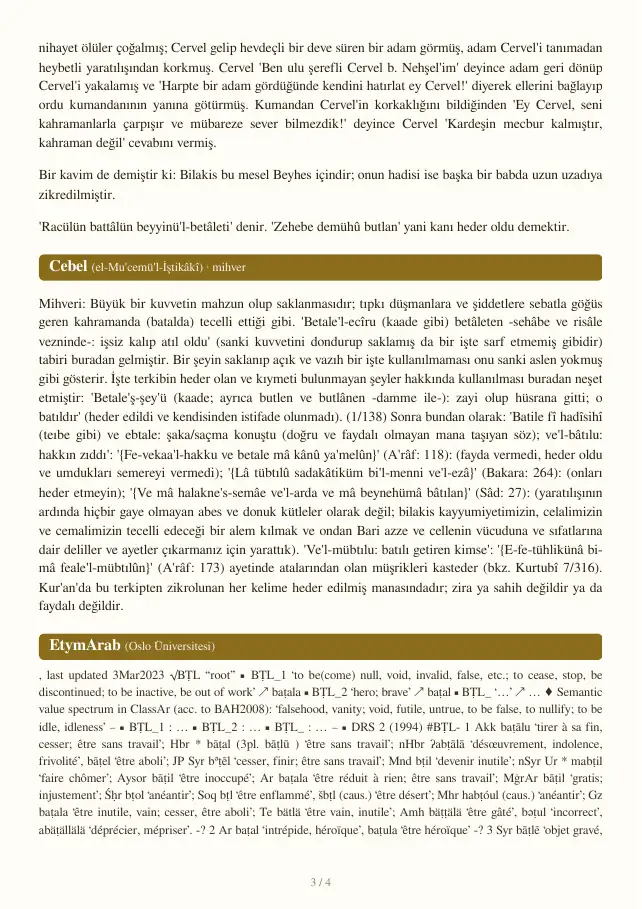 nihayet ölüler çoğalmış; Cervel gelip hevdeçli bir deve süren bir adam görmüş, adam Cervel'i tanımadan
heybetli yaratılışından korkmuş. Cervel 'Ben ulu şerefli Cervel b. Nehşel'im' deyince adam geri dönüp
Cervel'i yakalamış ve 'Harpte bir adam gördüğünde kendini hatırlat ey Cervel!' diyerek ellerini bağlayıp
ordu kumandanının yanına götürmüş. Kumandan Cervel'in korkaklığını bildiğinden 'Ey Cervel, seni
kahramanlarla çarpışır ve mübareze sever bilmezdik!' deyince Cervel 'Kardeşin mecbur kalmıştır,
kahraman değil' cevabını vermiş.
Bir kavim de demiştir ki: Bilakis bu mesel Beyhes içindir; onun hadisi ise başka bir babda uzun uzadıya
zikredilmiştir.
'Racülün battâlün beyyinü'l-betâleti' denir. 'Zehebe demühû butlan' yani kanı heder oldu demektir.
Cebel (el-Mu'cemü'l-İştikâkî) · mihver
Mihveri: Büyük bir kuvvetin mahzun olup saklanmasıdır; tıpkı düşmanlara ve şiddetlere sebatla göğüs
geren kahramanda (batalda) tecelli ettiği gibi. 'Betale'l-ecîru (kaade gibi) betâleten -sehâbe ve risâle
vezninde-: işsiz kalıp atıl oldu' (sanki kuvvetini dondurup saklamış da bir işte sarf etmemiş gibidir)
tabiri buradan gelmiştir. Bir şeyin saklanıp açık ve vazıh bir işte kullanılmaması onu sanki aslen yokmuş
gibi gösterir. İşte terkibin heder olan ve kıymeti bulunmayan şeyler hakkında kullanılması buradan neşet
etmiştir: 'Betale'ş-şey'ü (kaade; ayrıca butlen ve butlânen -damme ile-): zayi olup hüsrana gitti; o
batıldır' (heder edildi ve kendisinden istifade olunmadı). (1/138) Sonra bundan olarak: 'Batile fî hadîsihî
(teıbe gibi) ve ebtale: şaka/saçma konuştu (doğru ve faydalı olmayan mana taşıyan söz); ve'l-bâtılu:
hakkın zıddı': '{Fe-vekaa'l-hakku ve betale mâ kânû ya'melûn}' (A'râf: 118): (fayda vermedi, heder oldu
ve umdukları semereyi vermedi); '{Lâ tübtılû sadakâtiküm bi'l-menni ve'l-ezâ}' (Bakara: 264): (onları
heder etmeyin); '{Ve mâ halakne's-semâe ve'l-arda ve mâ beynehümâ bâtılan}' (Sâd: 27): (yaratılışının
ardında hiçbir gaye olmayan abes ve donuk kütleler olarak değil; bilakis kayyumiyetimizin, celalimizin
ve cemalimizin tecelli edeceği bir alem kılmak ve ondan Bari azze ve cellenin vücuduna ve sıfatlarına
dair deliller ve ayetler çıkarmanız için yarattık). 'Ve'l-mübtılu: batılı getiren kimse': '{E-fe-tühlikünâ bi-
mâ feale'l-mübtılûn}' (A'râf: 173) ayetinde atalarından olan müşrikleri kasteder (bkz. Kurtubî 7/316).
Kur'an'da bu terkipten zikrolunan her kelime heder edilmiş manasındadır; zira ya sahih değildir ya da
faydalı değildir.
EtymArab (Oslo Üniversitesi)
, last updated 3Mar2023 √BṬL “root” ▪ BṬL_1 ‘to be(come) null, void, invalid, false, etc.; to cease, stop, be
discontinued; to be inactive, be out of work’ ↗ baṭala ▪ BṬL_2 ‘hero; brave’ ↗ baṭal ▪ BṬL_ ‘…’ ↗ … ♦ Semantic
value spectrum in ClassAr (acc. to BAH2008): ‘falsehood, vanity; void, futile, untrue, to be false, to nullify; to be
idle, idleness’ – ▪ BṬL_1 : … ▪ BṬL_2 : … ▪ BṬL_ : … – ▪ DRS 2 (1994) #BṬL- 1 Akk baṭālu ‘tirer à sa fin,
cesser; être sans travail’; Hbr * bāṭal (3pl. bāṭlū ) ‘être sans travail’; nHbr ʔabṭālā ‘désœuvrement, indolence,
frivolité’, bāṭel ‘être aboli’; JP Syr bᵊṭel ‘cesser, finir; être sans travail’; Mnd bṭil ‘devenir inutile’; nSyr Ur * mabṭil
‘faire chômer’; Aysor bāṭil ‘être inoccupé’; Ar baṭala ‘être réduit à rien; être sans travail’; MġrAr bāṭil ‘gratis;
injustement’; Śḥr bṭol ‘anéantir’; Soq bṭl ‘être enflammé’, šbṭl (caus.) ‘être désert’; Mhr habṭóul (caus.) ‘anéantir’; Gz
baṭala ‘être inutile, vain; cesser, être aboli’; Te bäṭlä ‘être vain, inutile’; Amh bäṭṭälä ‘être gâté’, bəṭul ‘incorrect’,
abäṭällälä ‘déprécier, mépriser’. -? 2 Ar baṭal ‘intrépide, héroïque’, baṭula ‘être héroïque’ -? 3 Syr bāṭlē ‘objet gravé,
3 / 4